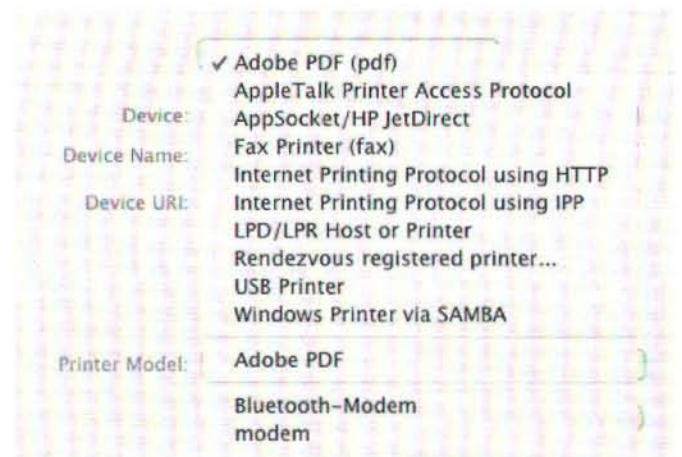 ✓ Adobe PDF (pdf)
AppleTalk Printer Access Protocol
Device: AppSocket/HP JetDirect
Device Name: Fax Printer (fax)
Internet Printing Protocol using HTTP
Device URI: Internet Printing Protocol using IPP
LPD/LPR Host or Printer
Rendezvous registered printer...
USB Printer
Windows Printer via SAMBA
Printer Model: Adobe PDF
Bluetooth-Modem
modem